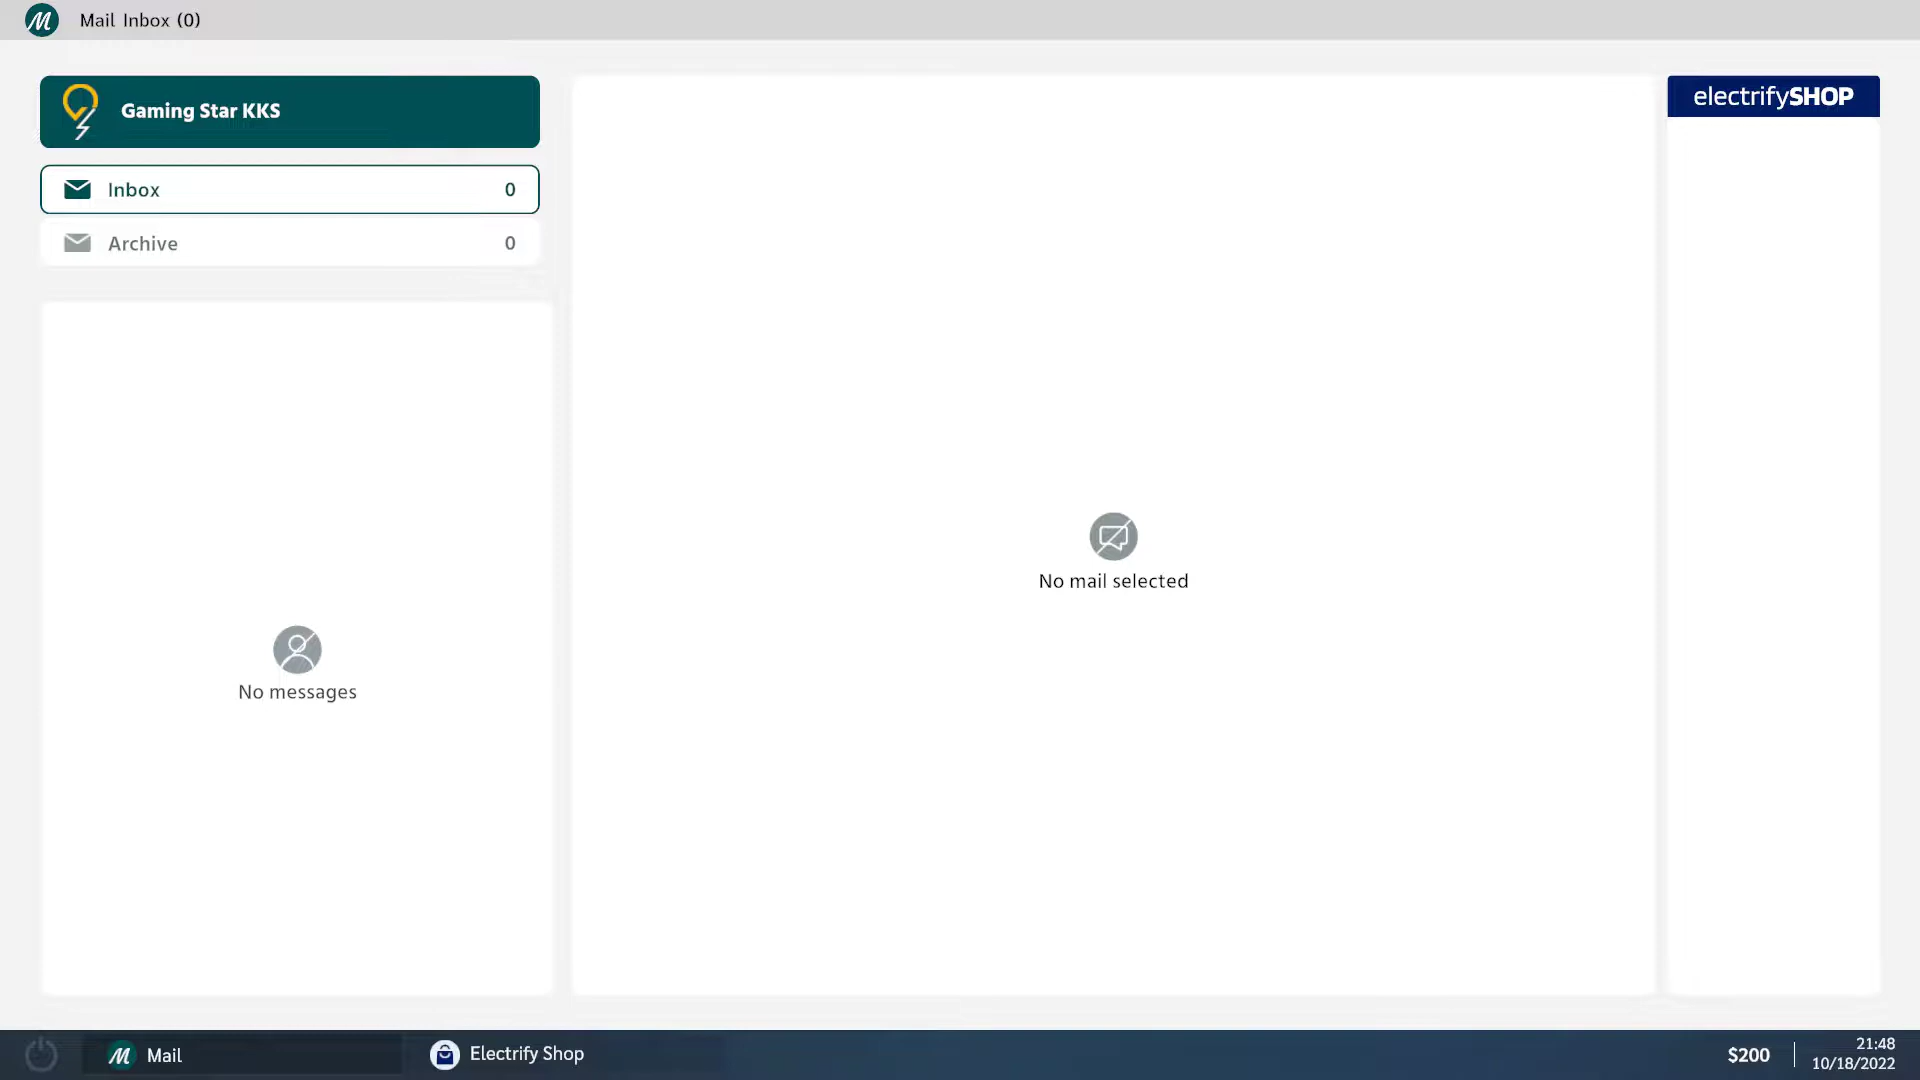 Mail Inbox (0)
Gaming Star KKS
Inbox 0
Archive 0
No messages
No mail selected
electrifySHOP
Mail
Electrify Shop
$200
21:48
10/18/2022